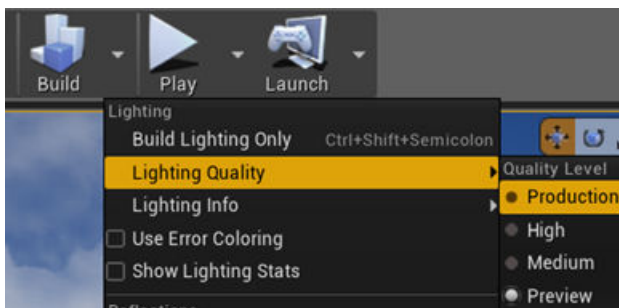 Build
Play
Launch
Lighting
Build Lighting Only Ctrl+Shift+Semicolon
Lighting Quality
Lighting Info
Use Error Coloring
Show Lighting Stats
Quality Level
Production
High
Medium
Preview